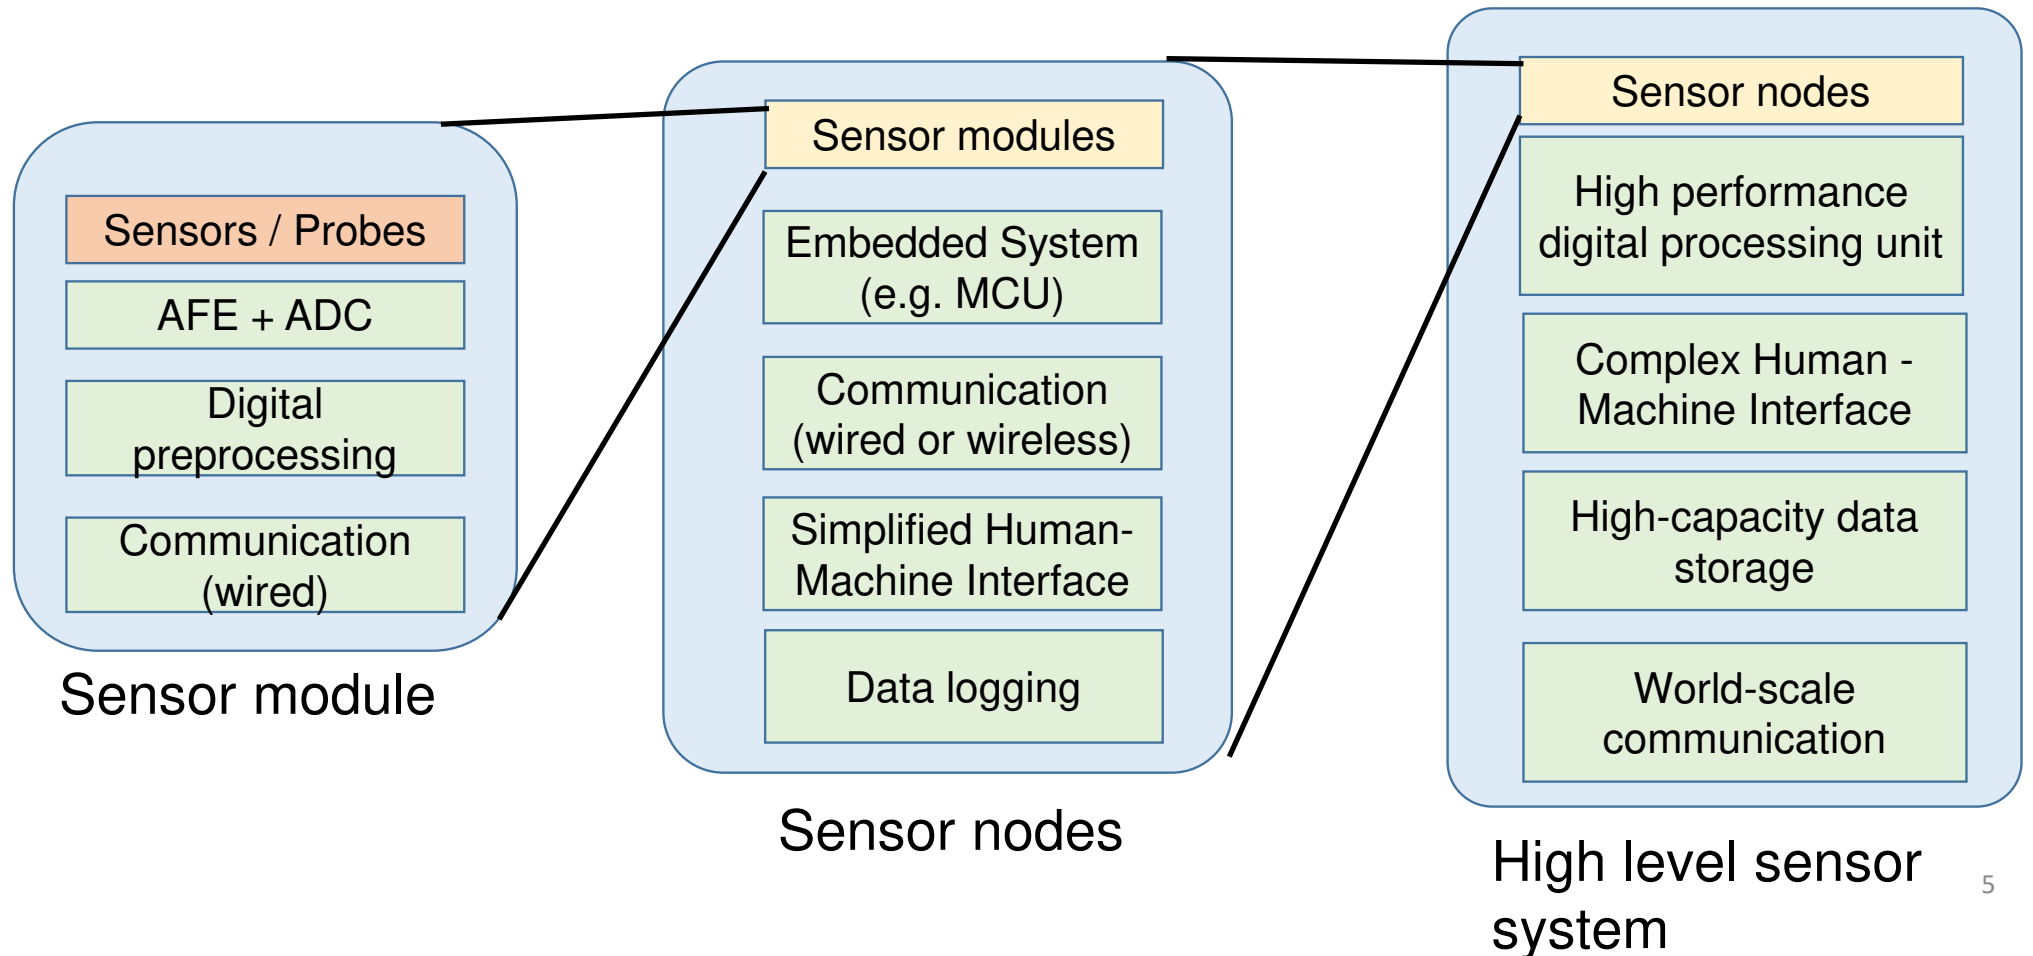 Sensors / Probes
AFE + ADC
Digital
preprocessing
Communication
(wired)
Sensor module
Sensor modules
Embedded System
(e.g. MCU)
Communication
(wired or wireless)
Simplified Human-
Machine Interface
Data logging
Sensor nodes
Sensor nodes
High performance
digital processing unit
Complex Human -
Machine Interface
High-capacity data
storage
World-scale
communication
High level sensor
system
5